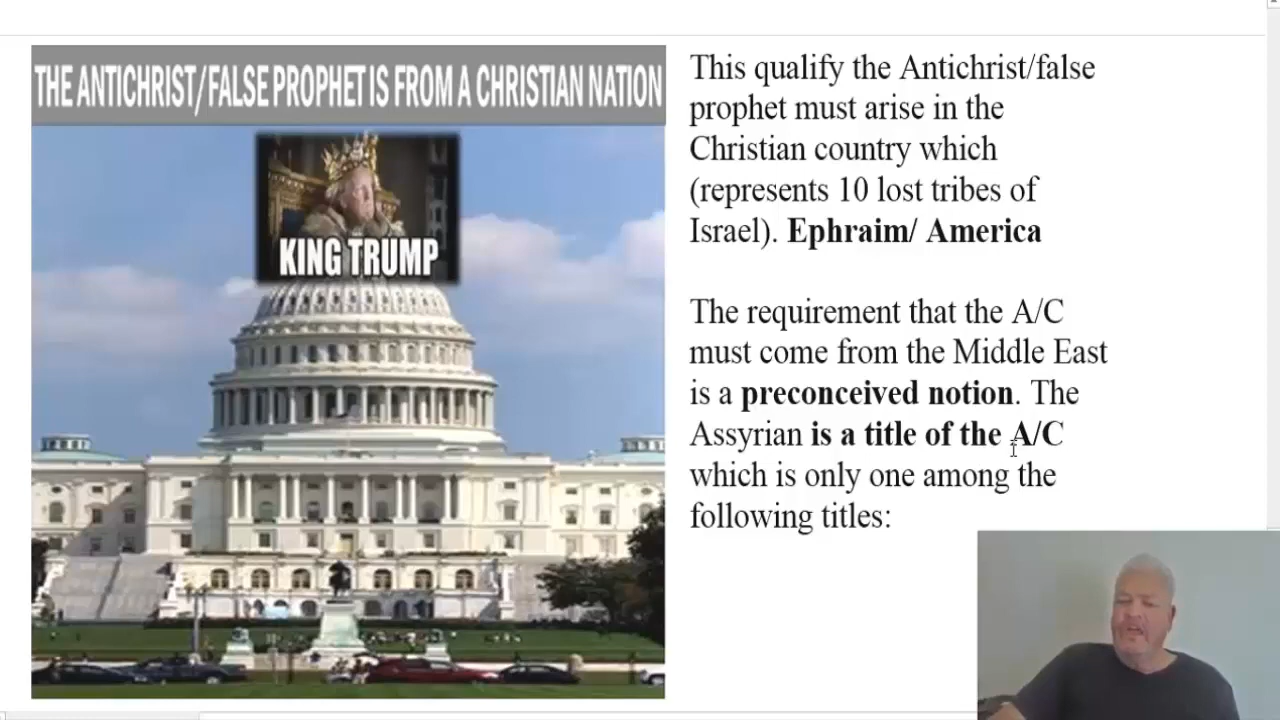 THE ANTICHRIST/FALSE PROPHET IS FROM A CHRISTIAN NATION
KING TRUMP
This qualify the Antichrist/false
prophet must arise in the
Christian country which
(represents 10 lost tribes of
Israel). Ephraim/ America
The requirement that the A/C
must come from the Middle East
is a preconceived notion. The
Assyrian is a title of the A/C
which is only one among the
following titles: